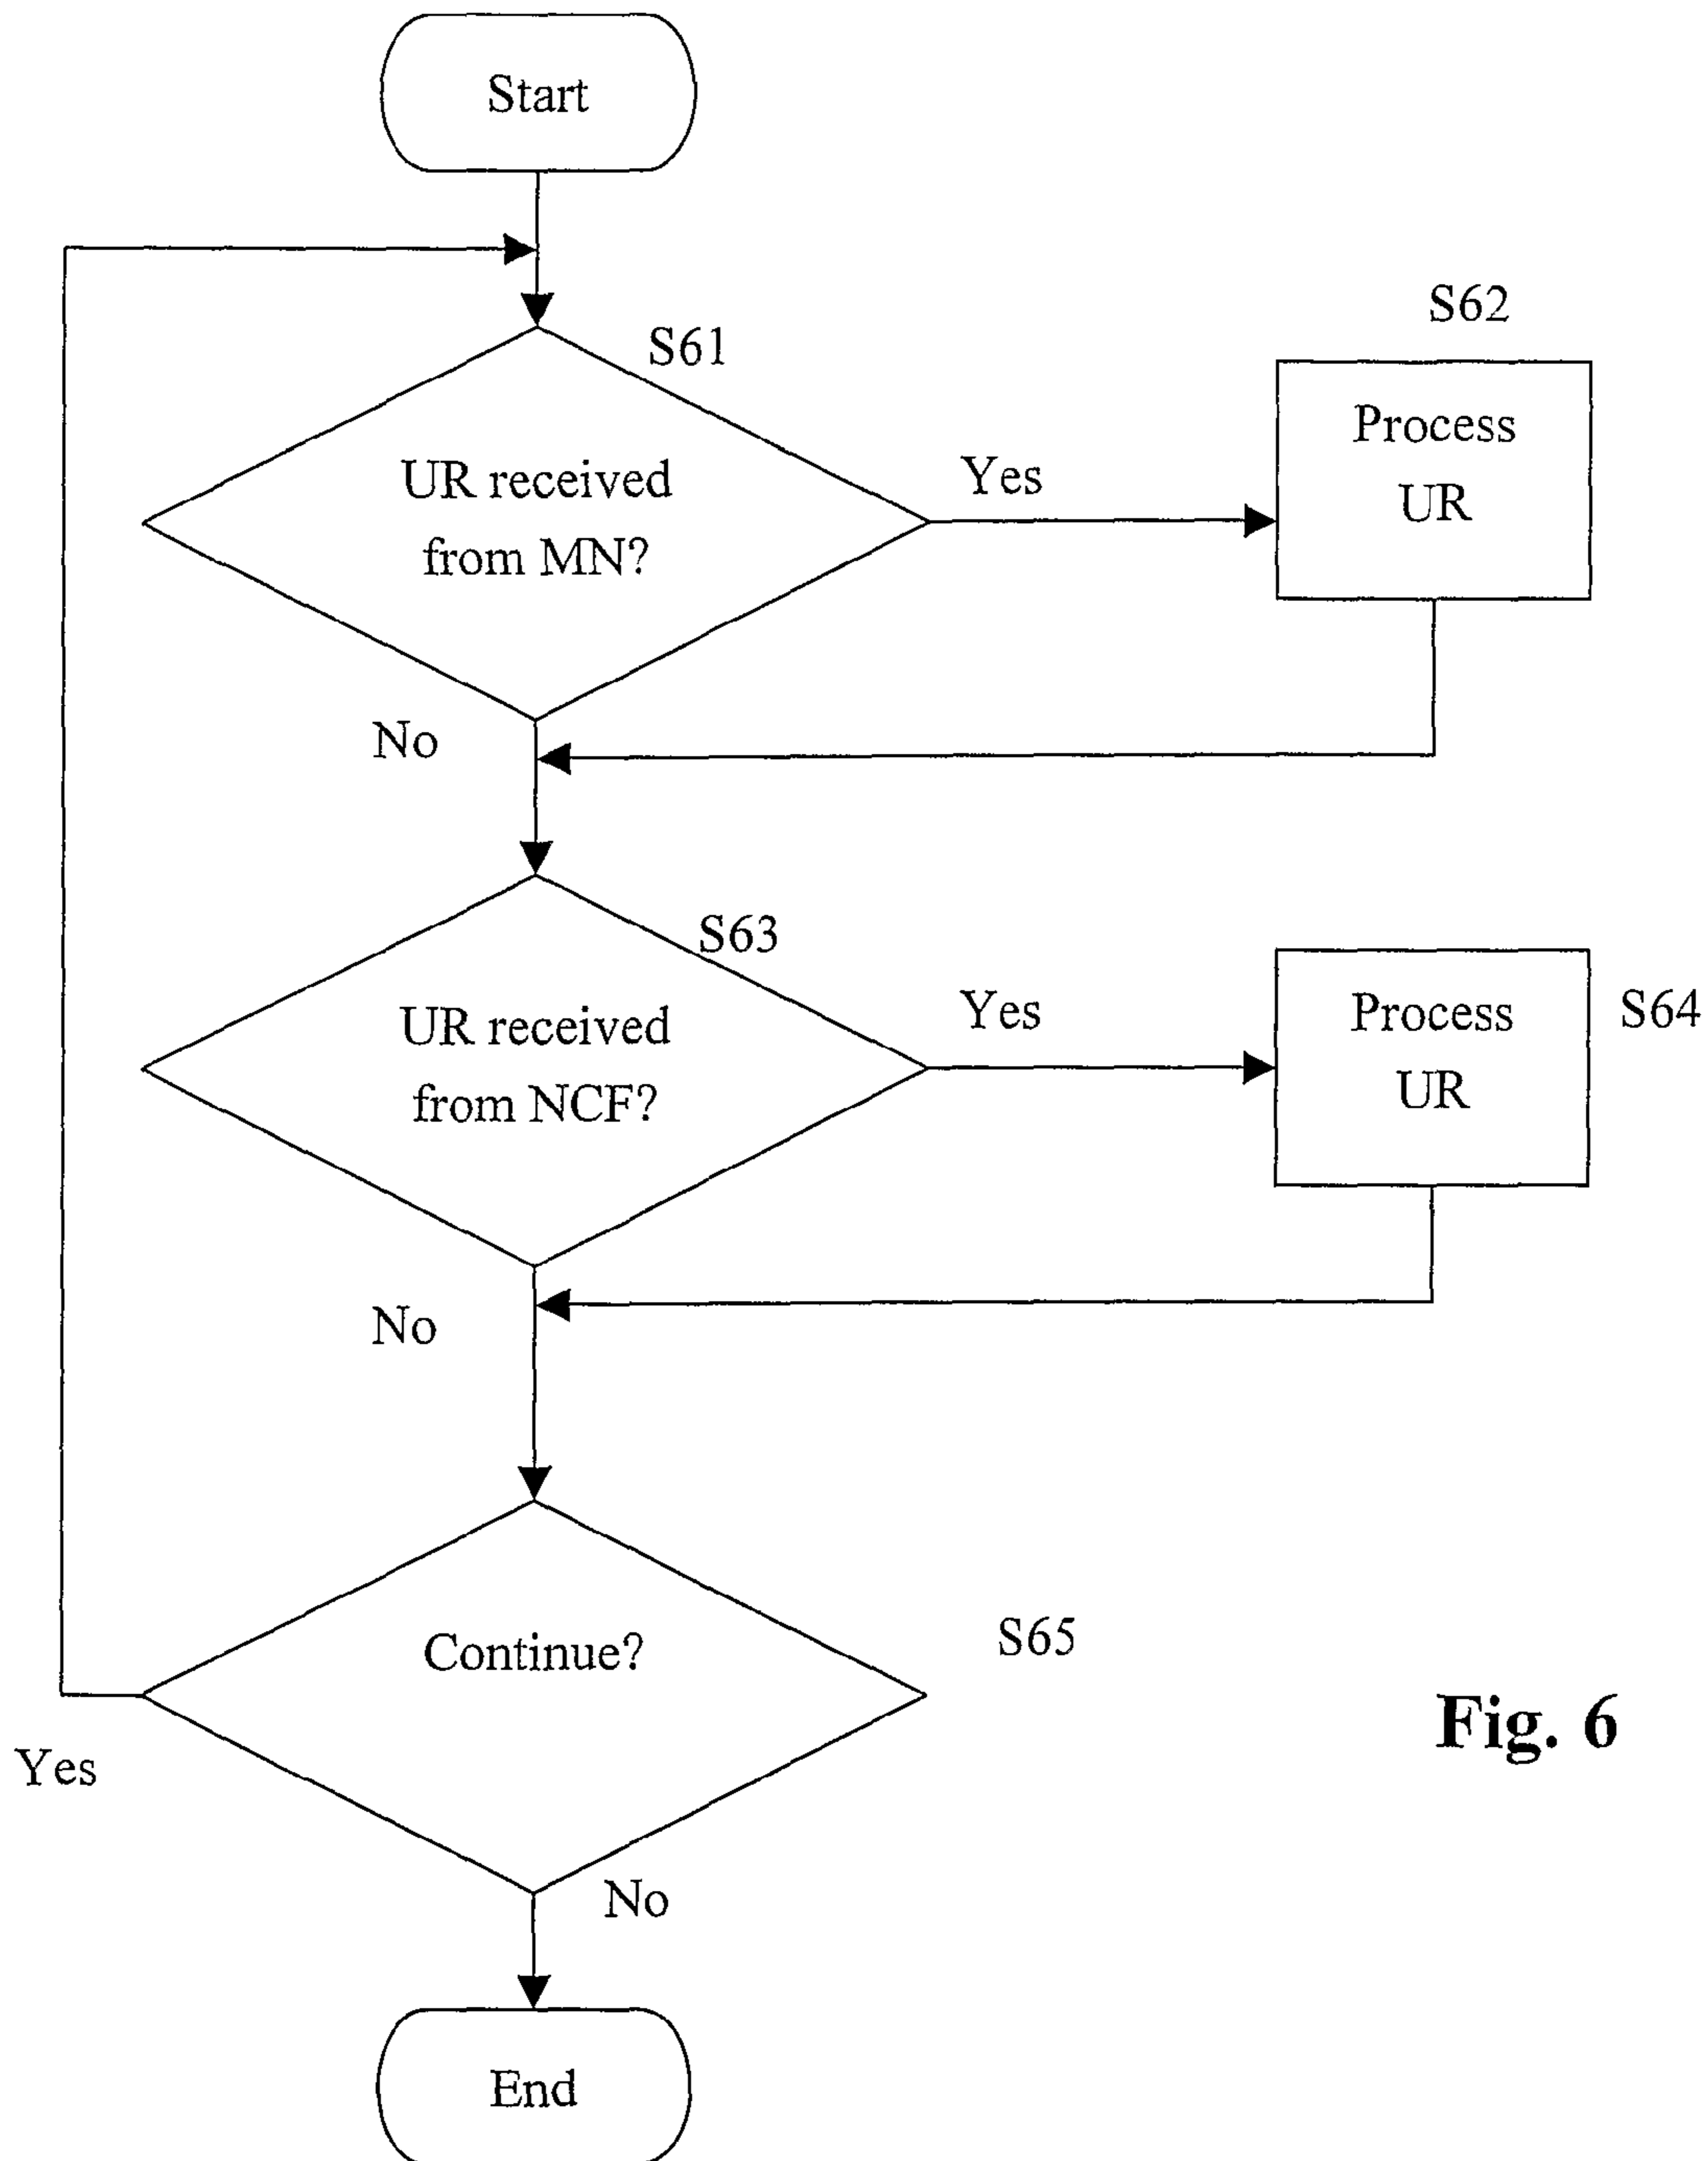 Start
S61
S62
UR received
from MN?
Yes
Process
UR
No
S63
UR received
from NCF?
Yes
Process
UR
S64
No
Continue?
S65
Fig. 6
Yes
No
End